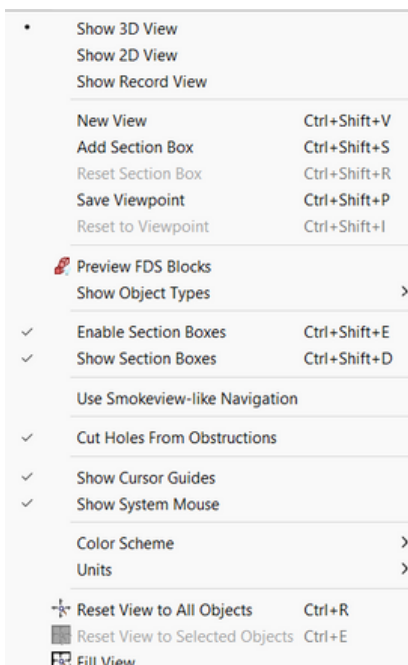 Show 3D View
Show 2D View
Show Record View
New View Ctrl+Shift+V
Add Section Box Ctrl+Shift+S
Reset Section Box Ctrl+Shift+R
Save Viewpoint Ctrl+Shift+P
Reset to Viewpoint Ctrl+Shift+I
Preview FDS Blocks
Show Object Types
Enable Section Boxes Ctrl+Shift+E
Show Section Boxes Ctrl+Shift+D
Use Smokeview-like Navigation
Cut Holes From Obstructions
Show Cursor Guides
Show System Mouse
Color Scheme
Units
Reset View to All Objects Ctrl+R
Reset View to Selected Objects Ctrl+E
Fill View